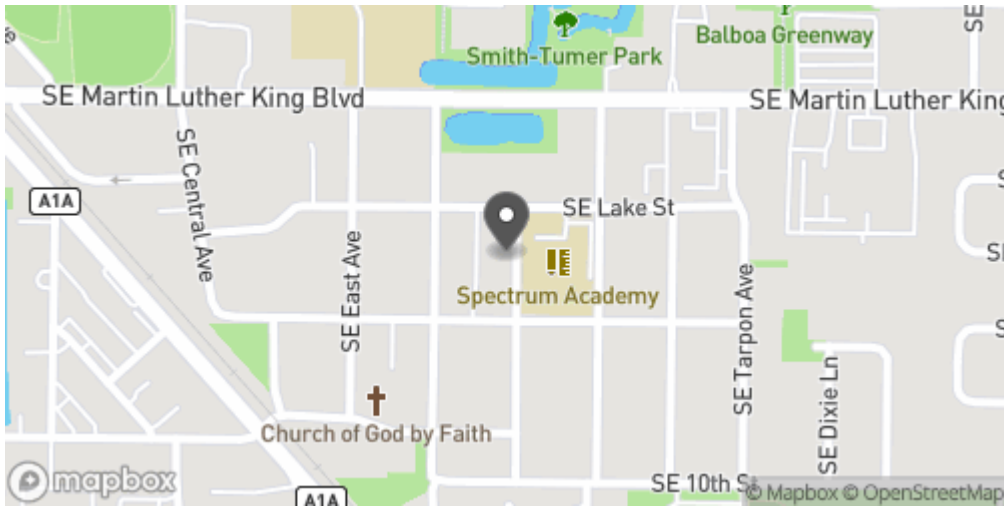 Smith-Turner Park
Balboa Greenway
SE
SE Martin Luther King Blvd
SE Martin Luther King
SE Central Ave
A1A
SE Lake St
SE East Ave
Spectrum Academy
SE Tarpon Ave
SE Dixie Ln
Church of God by Faith
SE 10th St
A1A
mapbox
© Mapbox © OpenStreetMap